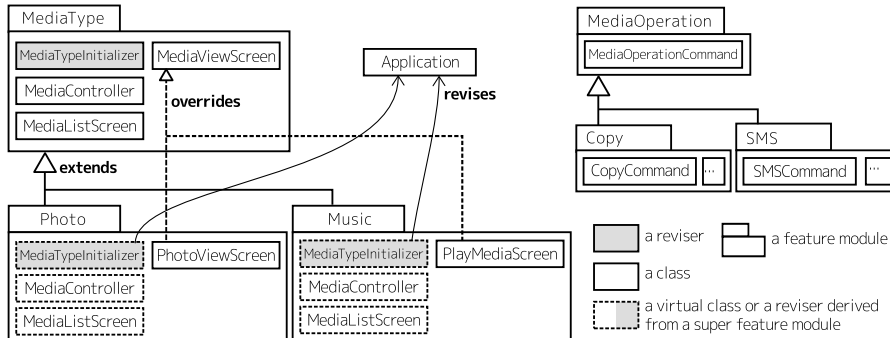 MediaType
MediaTypeInitializer
MediaViewScreen
MediaController
MediaListScreen
overrides
extends
Application
revises
MediaOperation
MediaOperationCommand
Copy
CopyCommand
...
SMS
SMSCommand
...
Photo
MediaTypeInitializer
PhotoViewScreen
MediaController
MediaListScreen
Music
MediaTypeInitializer
PlayMediaScreen
MediaController
MediaListScreen
a reviser
a feature module
a class
a virtual class or a reviser derived
from a super feature module